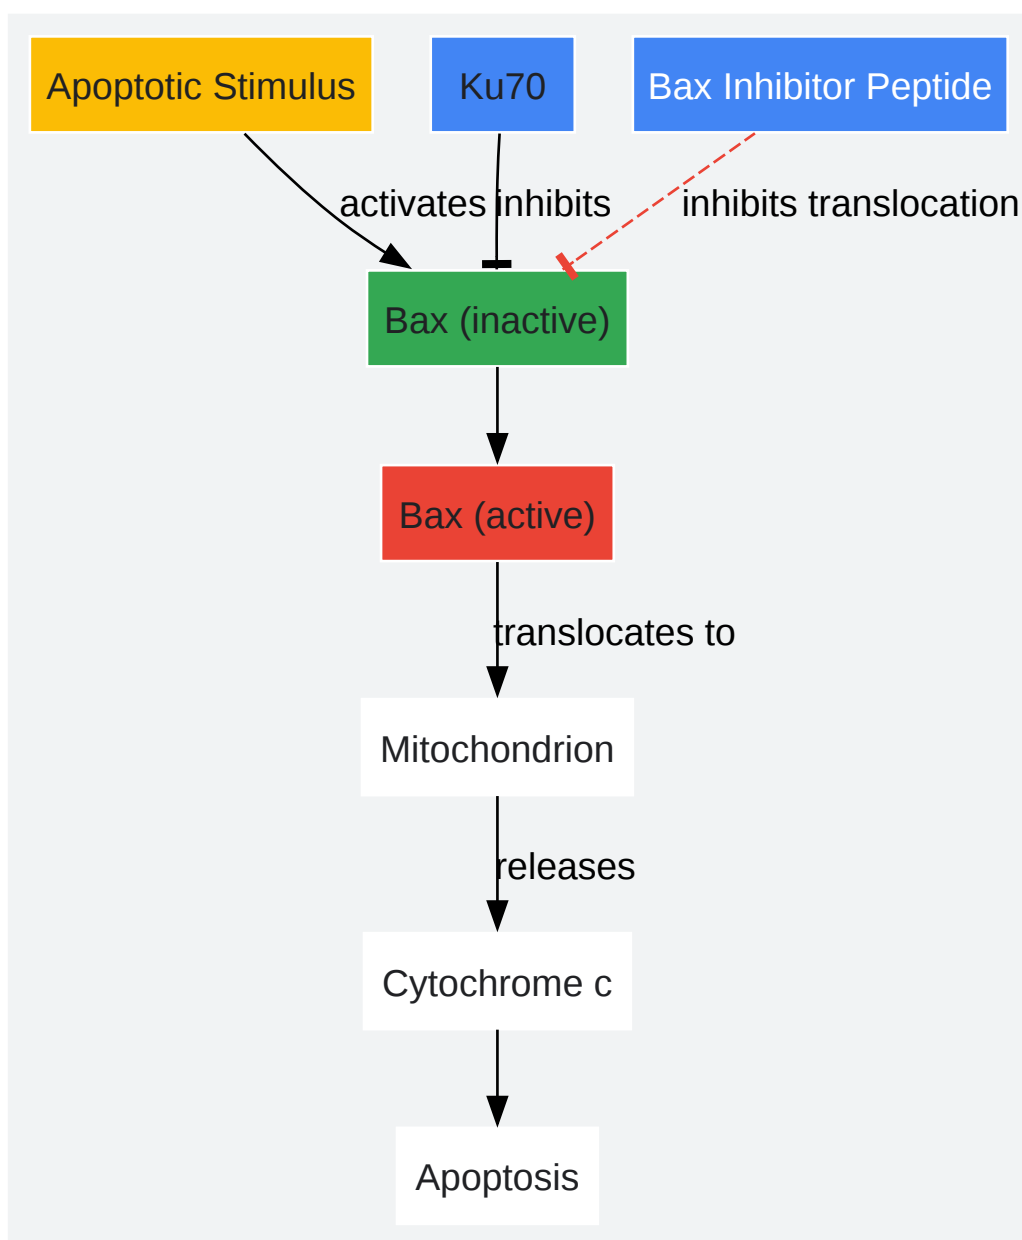 Apoptotic Stimulus
Ku70
Bax Inhibitor Peptide
activates
inhibits
inhibits translocation
Bax (inactive)
Bax (active)
translocates to
Mitochondrion
releases
Cytochrome c
Apoptosis